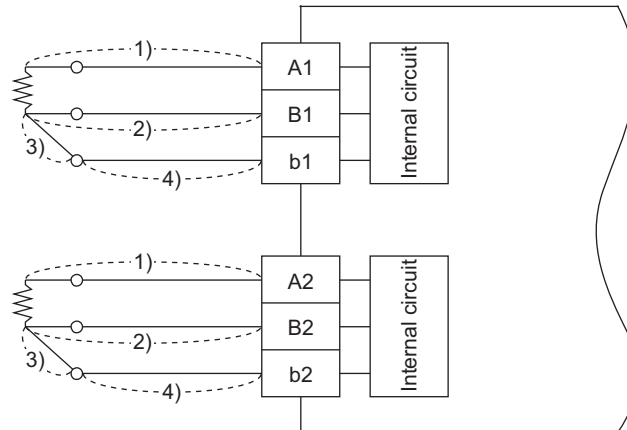 1)
A1
2)
B1
3)
4)
b1
Internal circuit
1)
A2
2)
B2
3)
4)
b2
Internal circuit